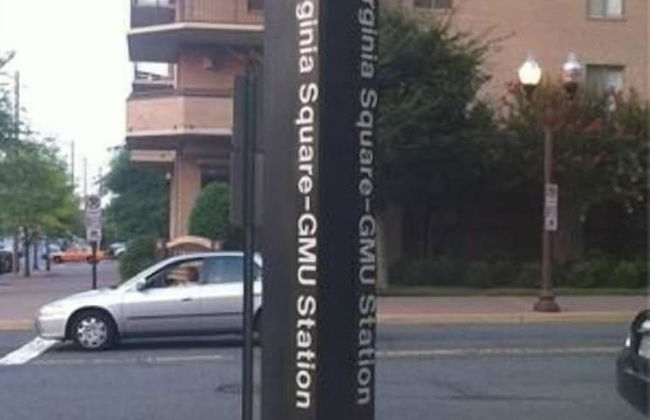 ginia Square-GMU Station
rginia Square-GMU Station